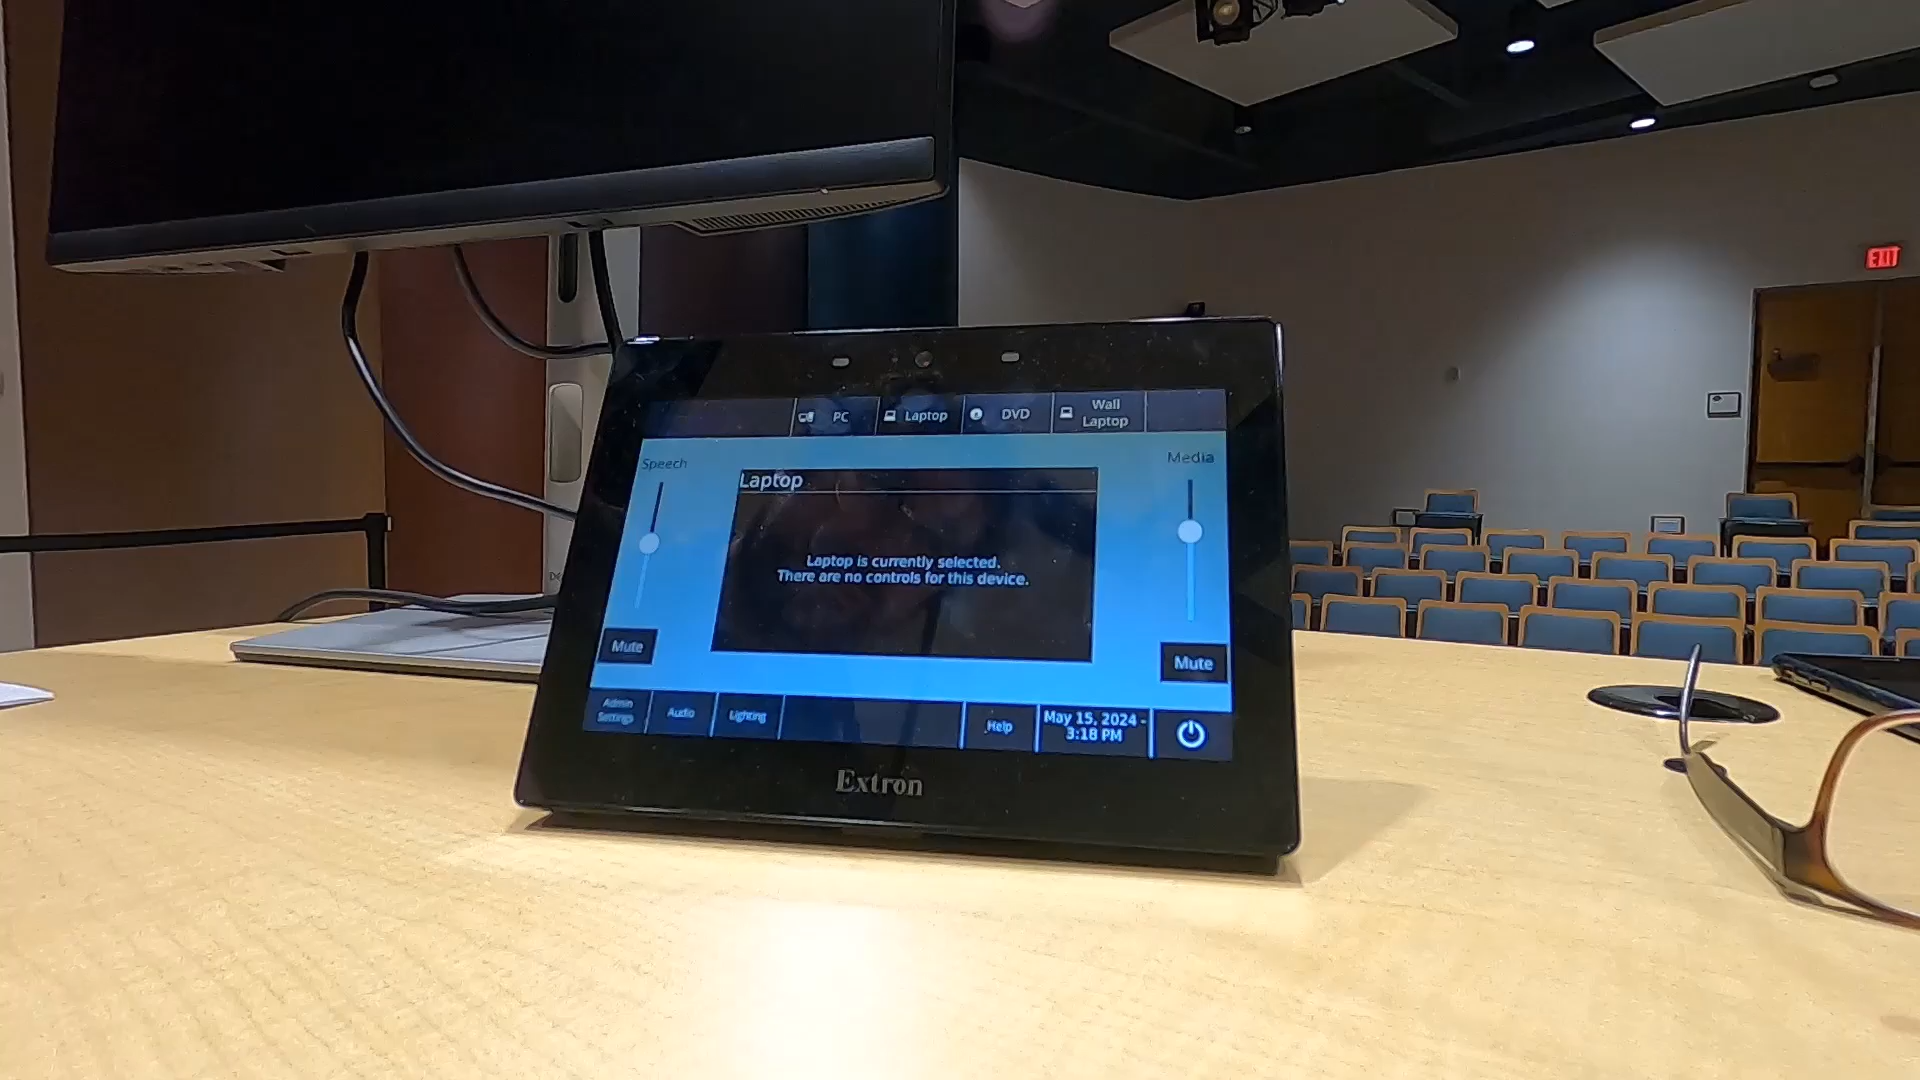 EXIT
PC
Laptop
DVD
Wall
Laptop
Speech
Media
Laptop
Laptop is currently selected.
There are no controls for this device.
Mute
Mute
Admin
Settings
Audio
Lighting
Help
May 15, 2024 -
3:18 PM
Extron